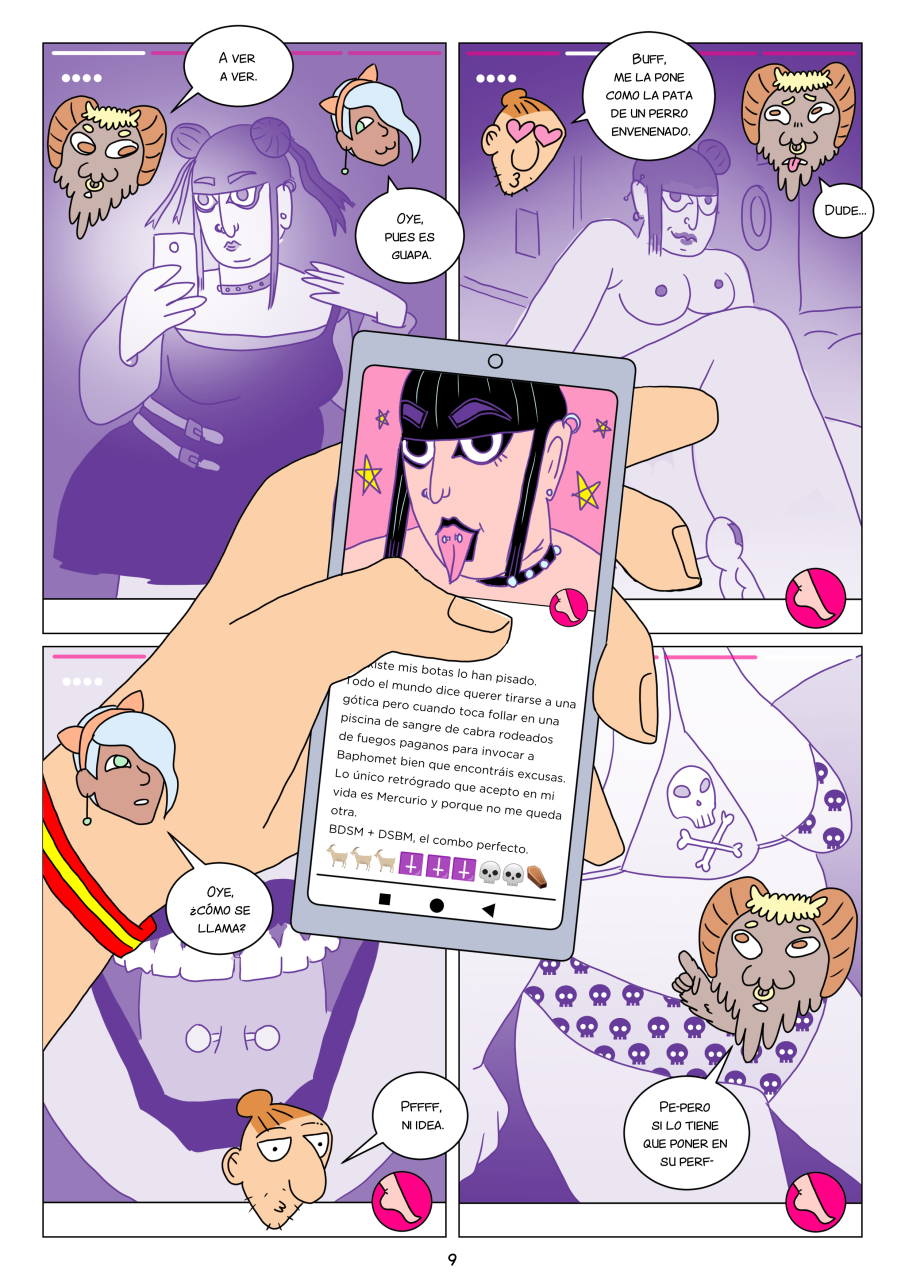 A VER
A VER.
OYE,
PUES ES
GUAPA.
BUFF,
ME LA PONE
COMO LA PATA
DE UN PERRO
ENVENENADO.
DUDE...
mis botas lo han pisado.
Todo el mundo dice querer tirarse a una
gótica pero cuando toca follar en una
piscina de sangre de cabra rodeados
de fuegos paganos para invocar a
Baphomet bien que encontráis excusas.
Lo único retrógrado que acepto en mi
vida es Mercurio y porque no me queda
otra.
BDSM + DSBM, el combo perfecto.
OYE,
¿CÓMO SE
LLAMA?
PFFFF,
NI IDEA.
PE-PERO
SI LO TIENE
QUE PONER EN
SU PERF-
9